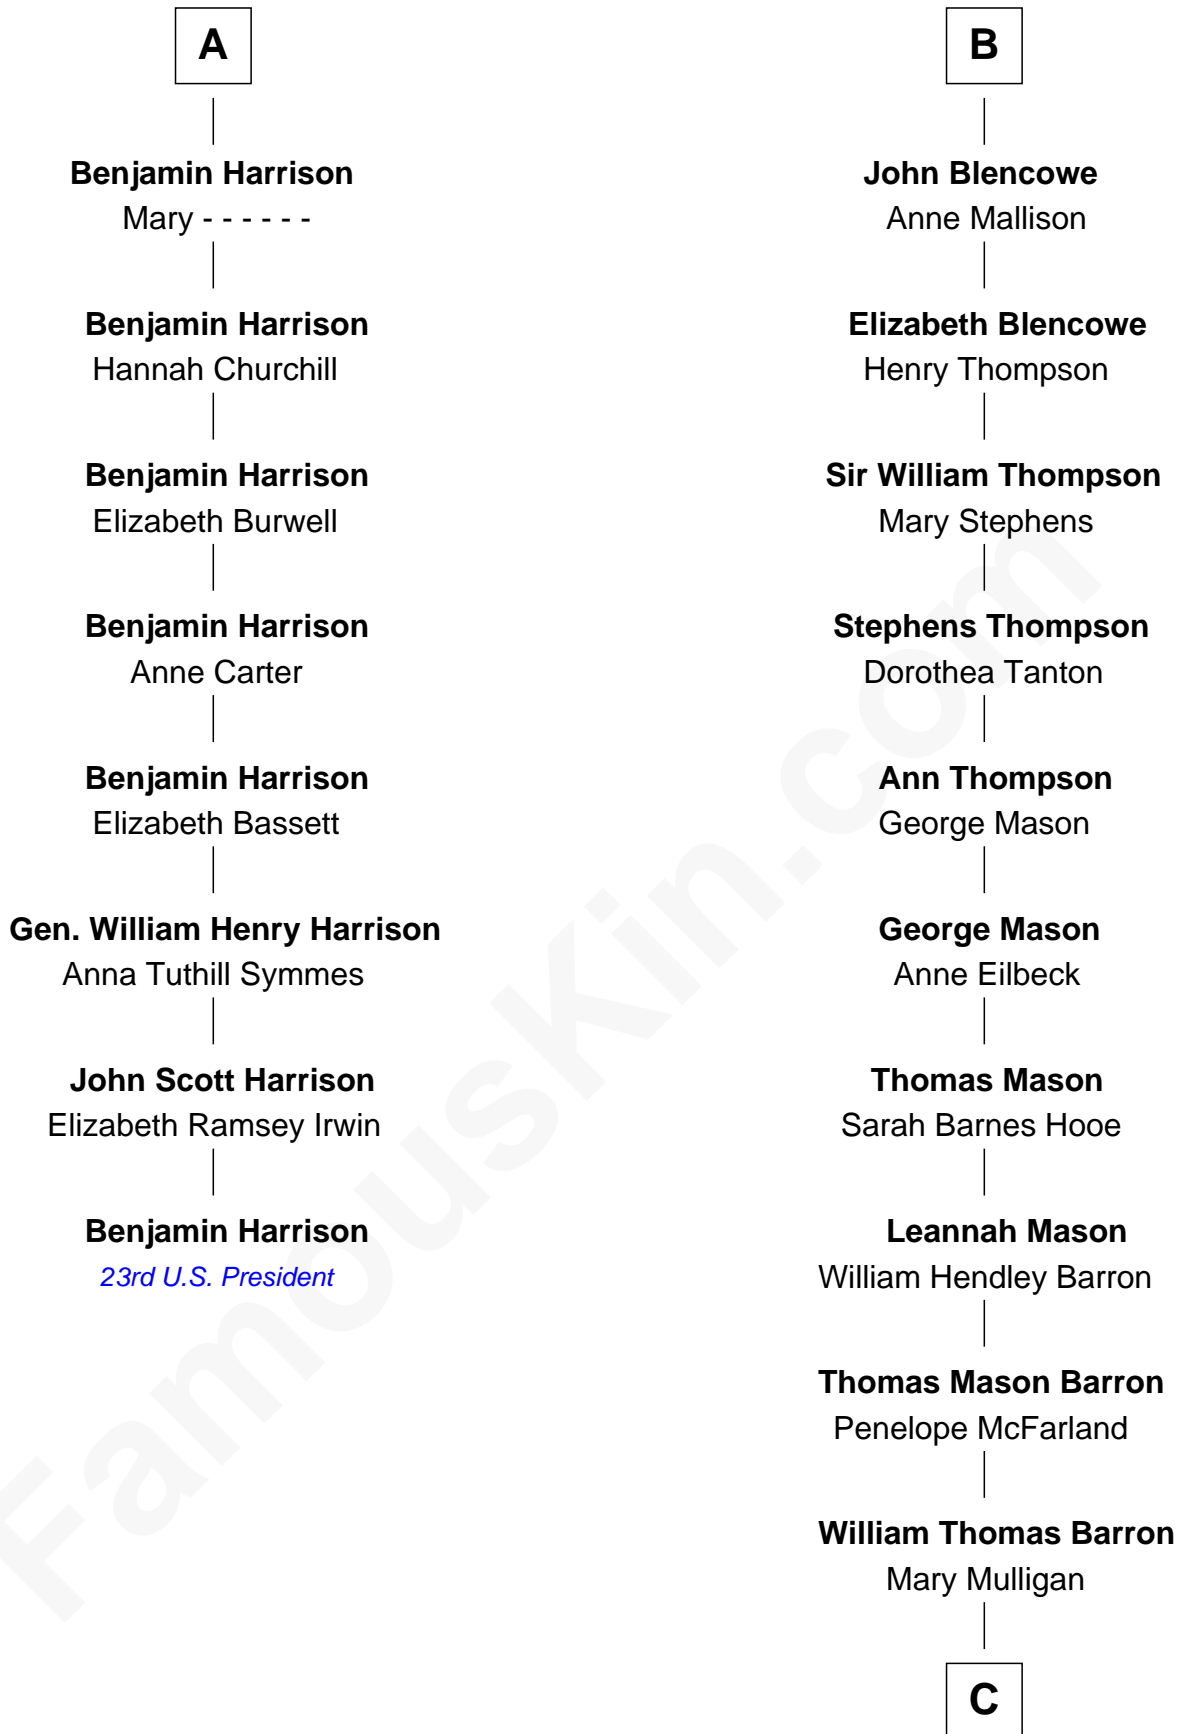 A
Benjamin Harrison
Mary - - - - - -
Benjamin Harrison
Hannah Churchill
Benjamin Harrison
Elizabeth Burwell
Benjamin Harrison
Anne Carter
Benjamin Harrison
Elizabeth Bassett
Gen. William Henry Harrison
Anna Tuthill Symmes
John Scott Harrison
Elizabeth Ramsey Irwin
Benjamin Harrison
23rd U.S. President
B
John Blencowe
Anne Mallison
Elizabeth Blencowe
Henry Thompson
Sir William Thompson
Mary Stephens
Stephens Thompson
Dorothea Tanton
Ann Thompson
George Mason
George Mason
Anne Eilbeck
Thomas Mason
Sarah Barnes Hooe
Leannah Mason
William Hendley Barron
Thomas Mason Barron
Penelope McFarland
William Thomas Barron
Mary Mulligan
C
FamousKin.com